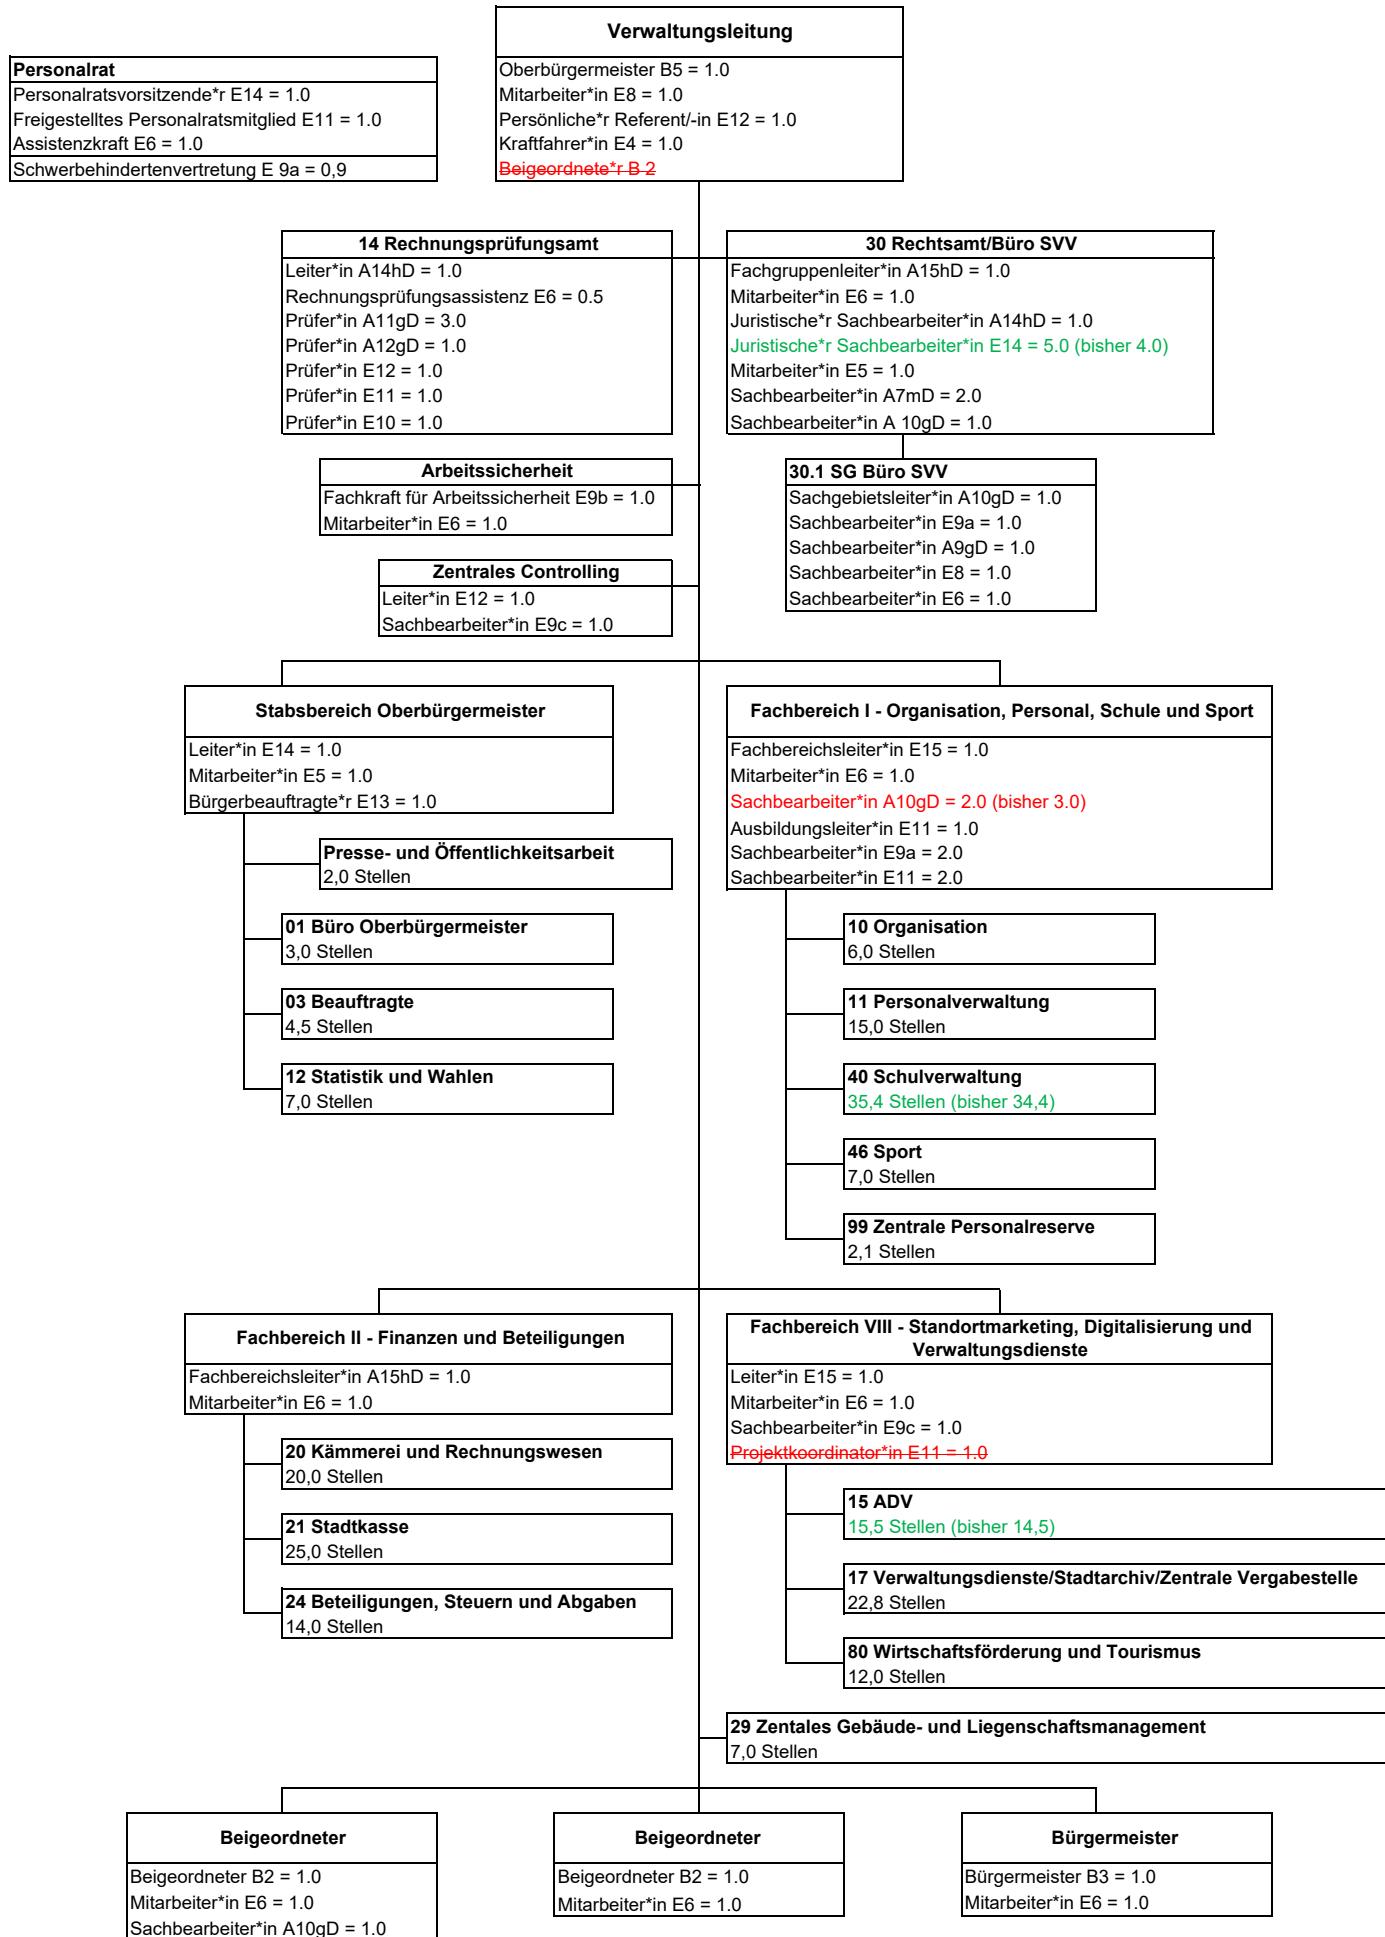 Verwaltungsleitung
Oberbürgermeister B5 = 1.0
Mitarbeiter*in E8 = 1.0
Persönliche*r Referent/-in E12 = 1.0
Kraftfahrer*in E4 = 1.0
Beigeordnete*r B 2
Personalrat
Personalratsvorsitzende*r E14 = 1.0
Freigestelltes Personalratsmitglied E11 = 1.0
Assistenzkraft E6 = 1.0
Schwerbehindertenvertretung E 9a = 0,9
14 Rechnungsprüfungsamt
Leiter*in A14hD = 1.0
Rechnungsprüfungsassistenz E6 = 0.5
Prüfer*in A11gD = 3.0
Prüfer*in A12gD = 1.0
Prüfer*in E12 = 1.0
Prüfer*in E11 = 1.0
Prüfer*in E10 = 1.0
30 Rechtsamt/Büro SVV
Fachgruppenleiter*in A15hD = 1.0
Mitarbeiter*in E6 = 1.0
Juristische*r Sachbearbeiter*in A14hD = 1.0
Juristische*r Sachbearbeiter*in E14 = 5.0 (bisher 4.0)
Mitarbeiter*in E5 = 1.0
Sachbearbeiter*in A7mD = 2.0
Sachbearbeiter*in A 10gD = 1.0
Arbeitssicherheit
Fachkraft für Arbeitssicherheit E9b = 1.0
Mitarbeiter*in E6 = 1.0
30.1 SG Büro SVV
Sachgebietsleiter*in A10gD = 1.0
Sachbearbeiter*in E9a = 1.0
Sachbearbeiter*in A9gD = 1.0
Sachbearbeiter*in E8 = 1.0
Sachbearbeiter*in E6 = 1.0
Zentrales Controlling
Leiter*in E12 = 1.0
Sachbearbeiter*in E9c = 1.0
Stabsbereich Oberbürgermeister
Leiter*in E14 = 1.0
Mitarbeiter*in E5 = 1.0
Bürgerbeauftragte*r E13 = 1.0
Presse- und Öffentlichkeitsarbeit
2,0 Stellen
01 Büro Oberbürgermeister
3,0 Stellen
03 Beauftragte
4,5 Stellen
12 Statistik und Wahlen
7,0 Stellen
Fachbereich I - Organisation, Personal, Schule und Sport
Fachbereichsleiter*in E15 = 1.0
Mitarbeiter*in E6 = 1.0
Sachbearbeiter*in A10gD = 2.0 (bisher 3.0)
Ausbildungsleiter*in E11 = 1.0
Sachbearbeiter*in E9a = 2.0
Sachbearbeiter*in E11 = 2.0
10 Organisation
6,0 Stellen
11 Personalverwaltung
15,0 Stellen
40 Schulverwaltung
35,4 Stellen (bisher 34,4)
46 Sport
7,0 Stellen
99 Zentrale Personalreserve
2,1 Stellen
Fachbereich II - Finanzen und Beteiligungen
Fachbereichsleiter*in A15hD = 1.0
Mitarbeiter*in E6 = 1.0
20 Kämmerei und Rechnungswesen
20,0 Stellen
21 Stadtkasse
25,0 Stellen
24 Beteiligungen, Steuern und Abgaben
14,0 Stellen
Fachbereich VIII - Standortmarketing, Digitalisierung und
Verwaltungsdienste
Leiter*in E15 = 1.0
Mitarbeiter*in E6 = 1.0
Sachbearbeiter*in E9c = 1.0
Projektkoordinator*in E11 = 1.0
15 ADV
15,5 Stellen (bisher 14,5)
17 Verwaltungsdienste/Stadtarchiv/Zentrale Vergabestelle
22,8 Stellen
80 Wirtschaftsförderung und Tourismus
12,0 Stellen
29 Zentales Gebäude- und Liegenschaftsmanagement
7,0 Stellen
Beigeordneter
Beigeordneter B2 = 1.0
Mitarbeiter*in E6 = 1.0
Sachbearbeiter*in A10gD = 1.0
Beigeordneter
Beigeordneter B2 = 1.0
Mitarbeiter*in E6 = 1.0
Bürgermeister
Bürgermeister B3 = 1.0
Mitarbeiter*in E6 = 1.0